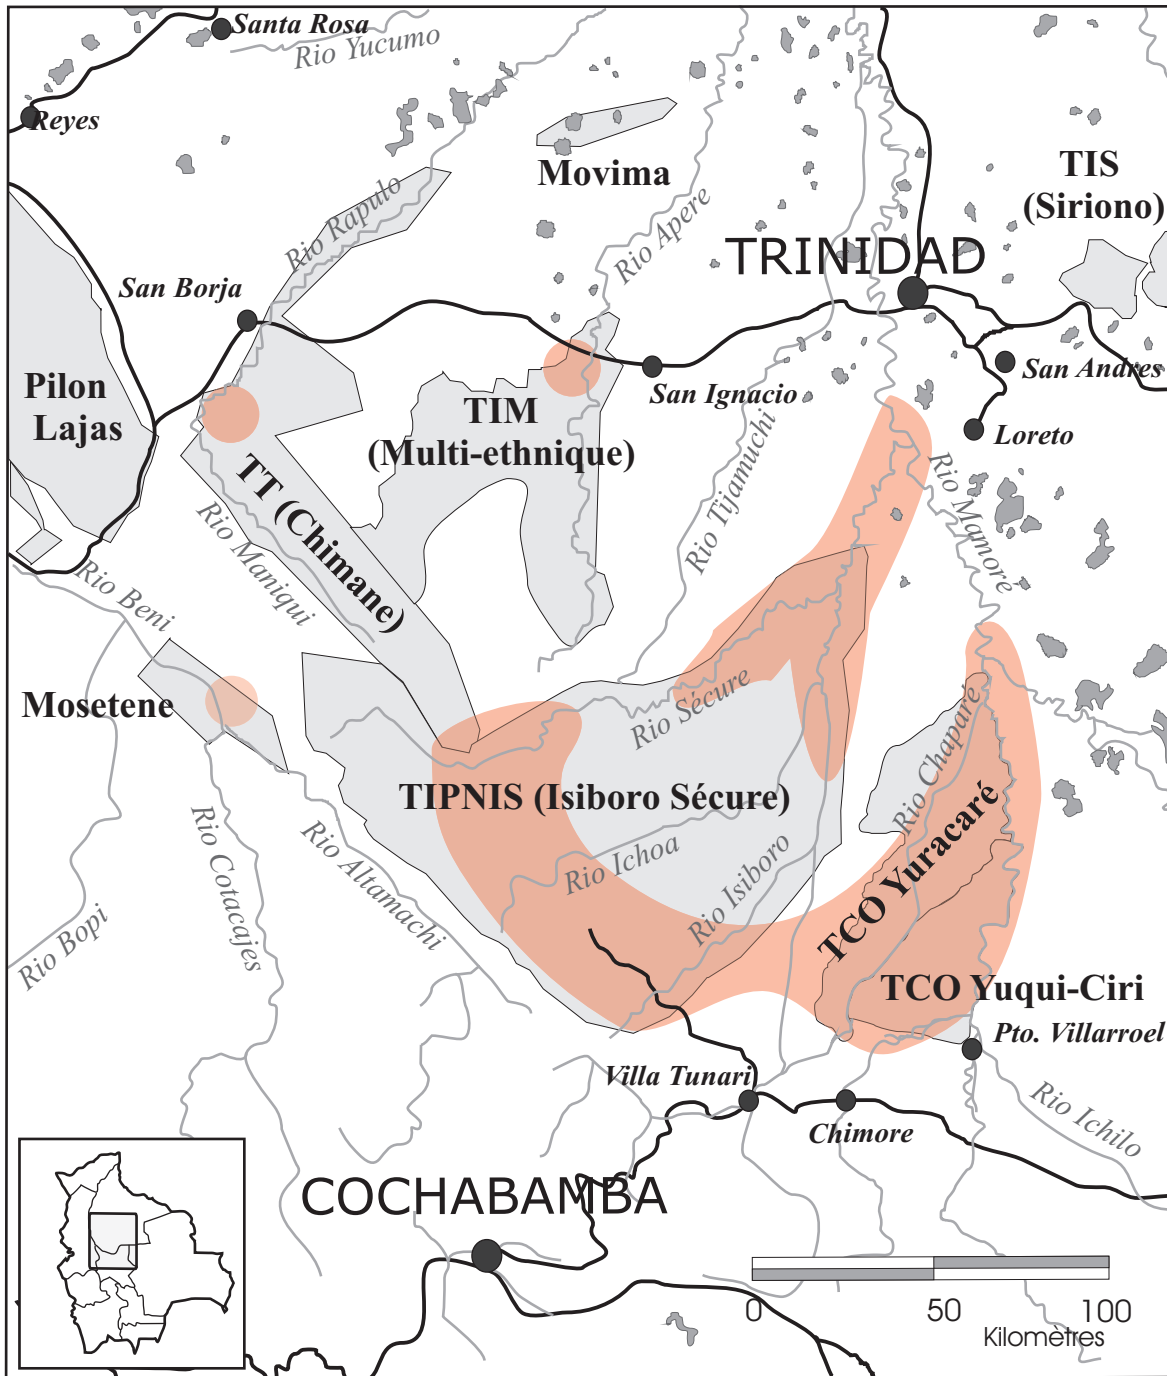 Santa Rosa
Rio Yucumo
Reyes
Movima
TIS
(Siriono)
Rio Rapulo
Rio Apere
TRINIDAD
San Borja
San Andres
San Ignacio
Pilon
Lajas
TIM
(Multi-ethnique)
Loreto
TT (Chimane)
Rio Maniqui
Rio Tijamuchi
Rio Mamoré
Rio Beni
Mosetene
Rio Sécure
Rio Chaparé
TIPNIS (Isiboro Sécure)
TCO Yuracaré
Rio Cotacajes
Rio Altamachi
Rio Ichoa
Rio Isiboro
Rio Bopi
TCO Yuqui-Ciri
Pto. Villarroel
Villa Tunari
Chimore
Rio Ichilo
COCHABAMBA
0 50 100
Kilomètres